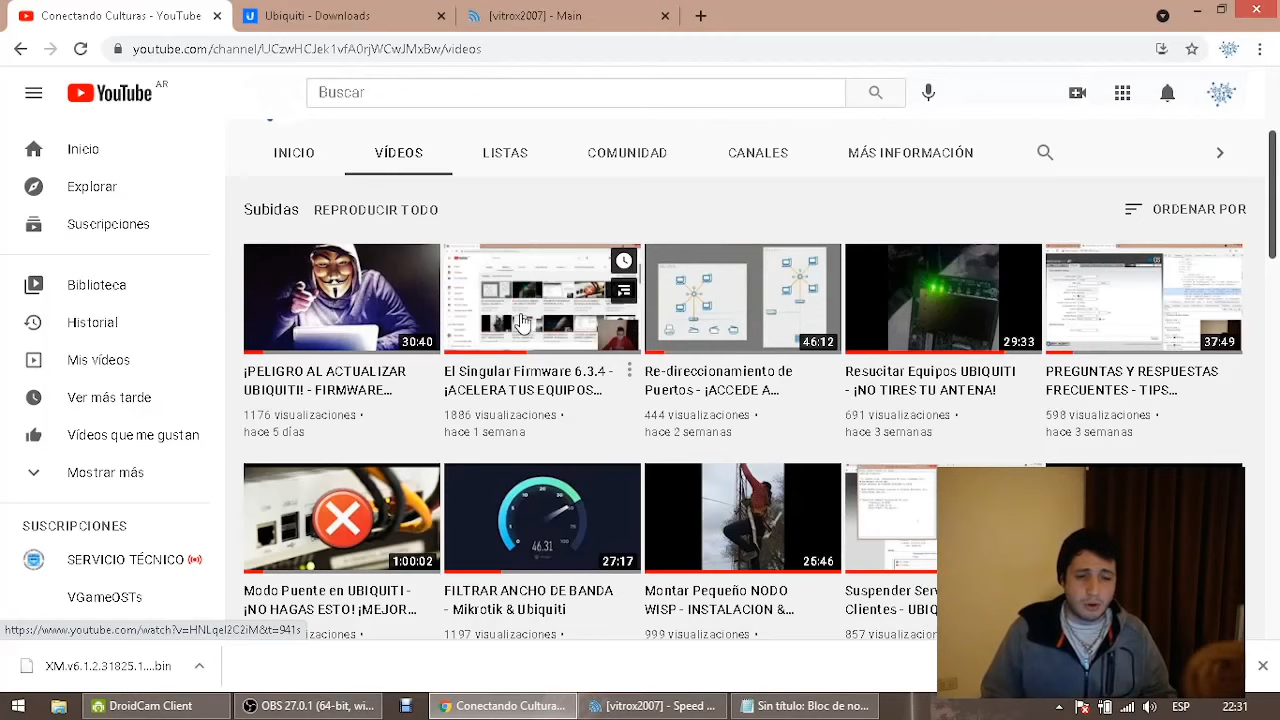 Conectando Cultura
Ubiquiti - Downloads
[vitrox2007] - Main
youtube.com/channel/UCzwHCJek1vfA0rjWCwJMxBw/videos
YouTube AR
Buscar
Inicio
Explorar
Suscripciones
Biblioteca
Historial
Mis vídeos
Ver más tarde
Vídeos que me gustan
Mostrar más
SUSCRIPCIONES
SERVICIO TÉCNICO
VGameOSTs
INICIO
VÍDEOS
LISTAS
COMUNIDAD
CANALES
MÁS INFORMACIÓN
Subidas
REPRODUCIR TODO
ORDENAR POR
30:40
46:12
29:33
37:49
¡PELIGRO AL ACTUALIZAR
UBIQUITI! - FIRMWARE...
1176 visualizaciones •
hace 5 días
El Singular Firmware 6.3.4 -
¡ACELERA TUS EQUIPOS...
1886 visualizaciones •
hace 1 semana
Re-direccionamiento de
Puertos - ¡ACCEDE A...
444 visualizaciones •
hace 2 semanas
Resucitar Equipos UBIQUITI
- ¡NO TIRES TU ANTENA!
691 visualizaciones •
hace 3 semanas
PREGUNTAS Y RESPUESTAS
FRECUENTES - TIPS...
598 visualizaciones •
hace 3 semanas
46.31
1:00:02
27:17
25:46
Modo Puente en UBIQUITI -
¡NO HAGAS ESTO! ¡MEJOR...
FILTRAR ANCHO DE BANDA
- Mikrotik & Ubiquiti
1197 visualizaciones •
Montar Pequeño NODO
WISP - INSTALACION &...
999 visualizaciones •
Suspender Ser
Clientes - UBIQ
857 visualizac
https://www.youtube.com/watch?v=HNLqel2C2iM&t=941s
XM.v6.1.2.31825.1....bin
DroidCam Client
OBS 27.0.1 (64-bit, wi...
Conectando Cultura...
[vitrox2007] - Speed ...
Sin título: Bloc de no...
ESP
22:31